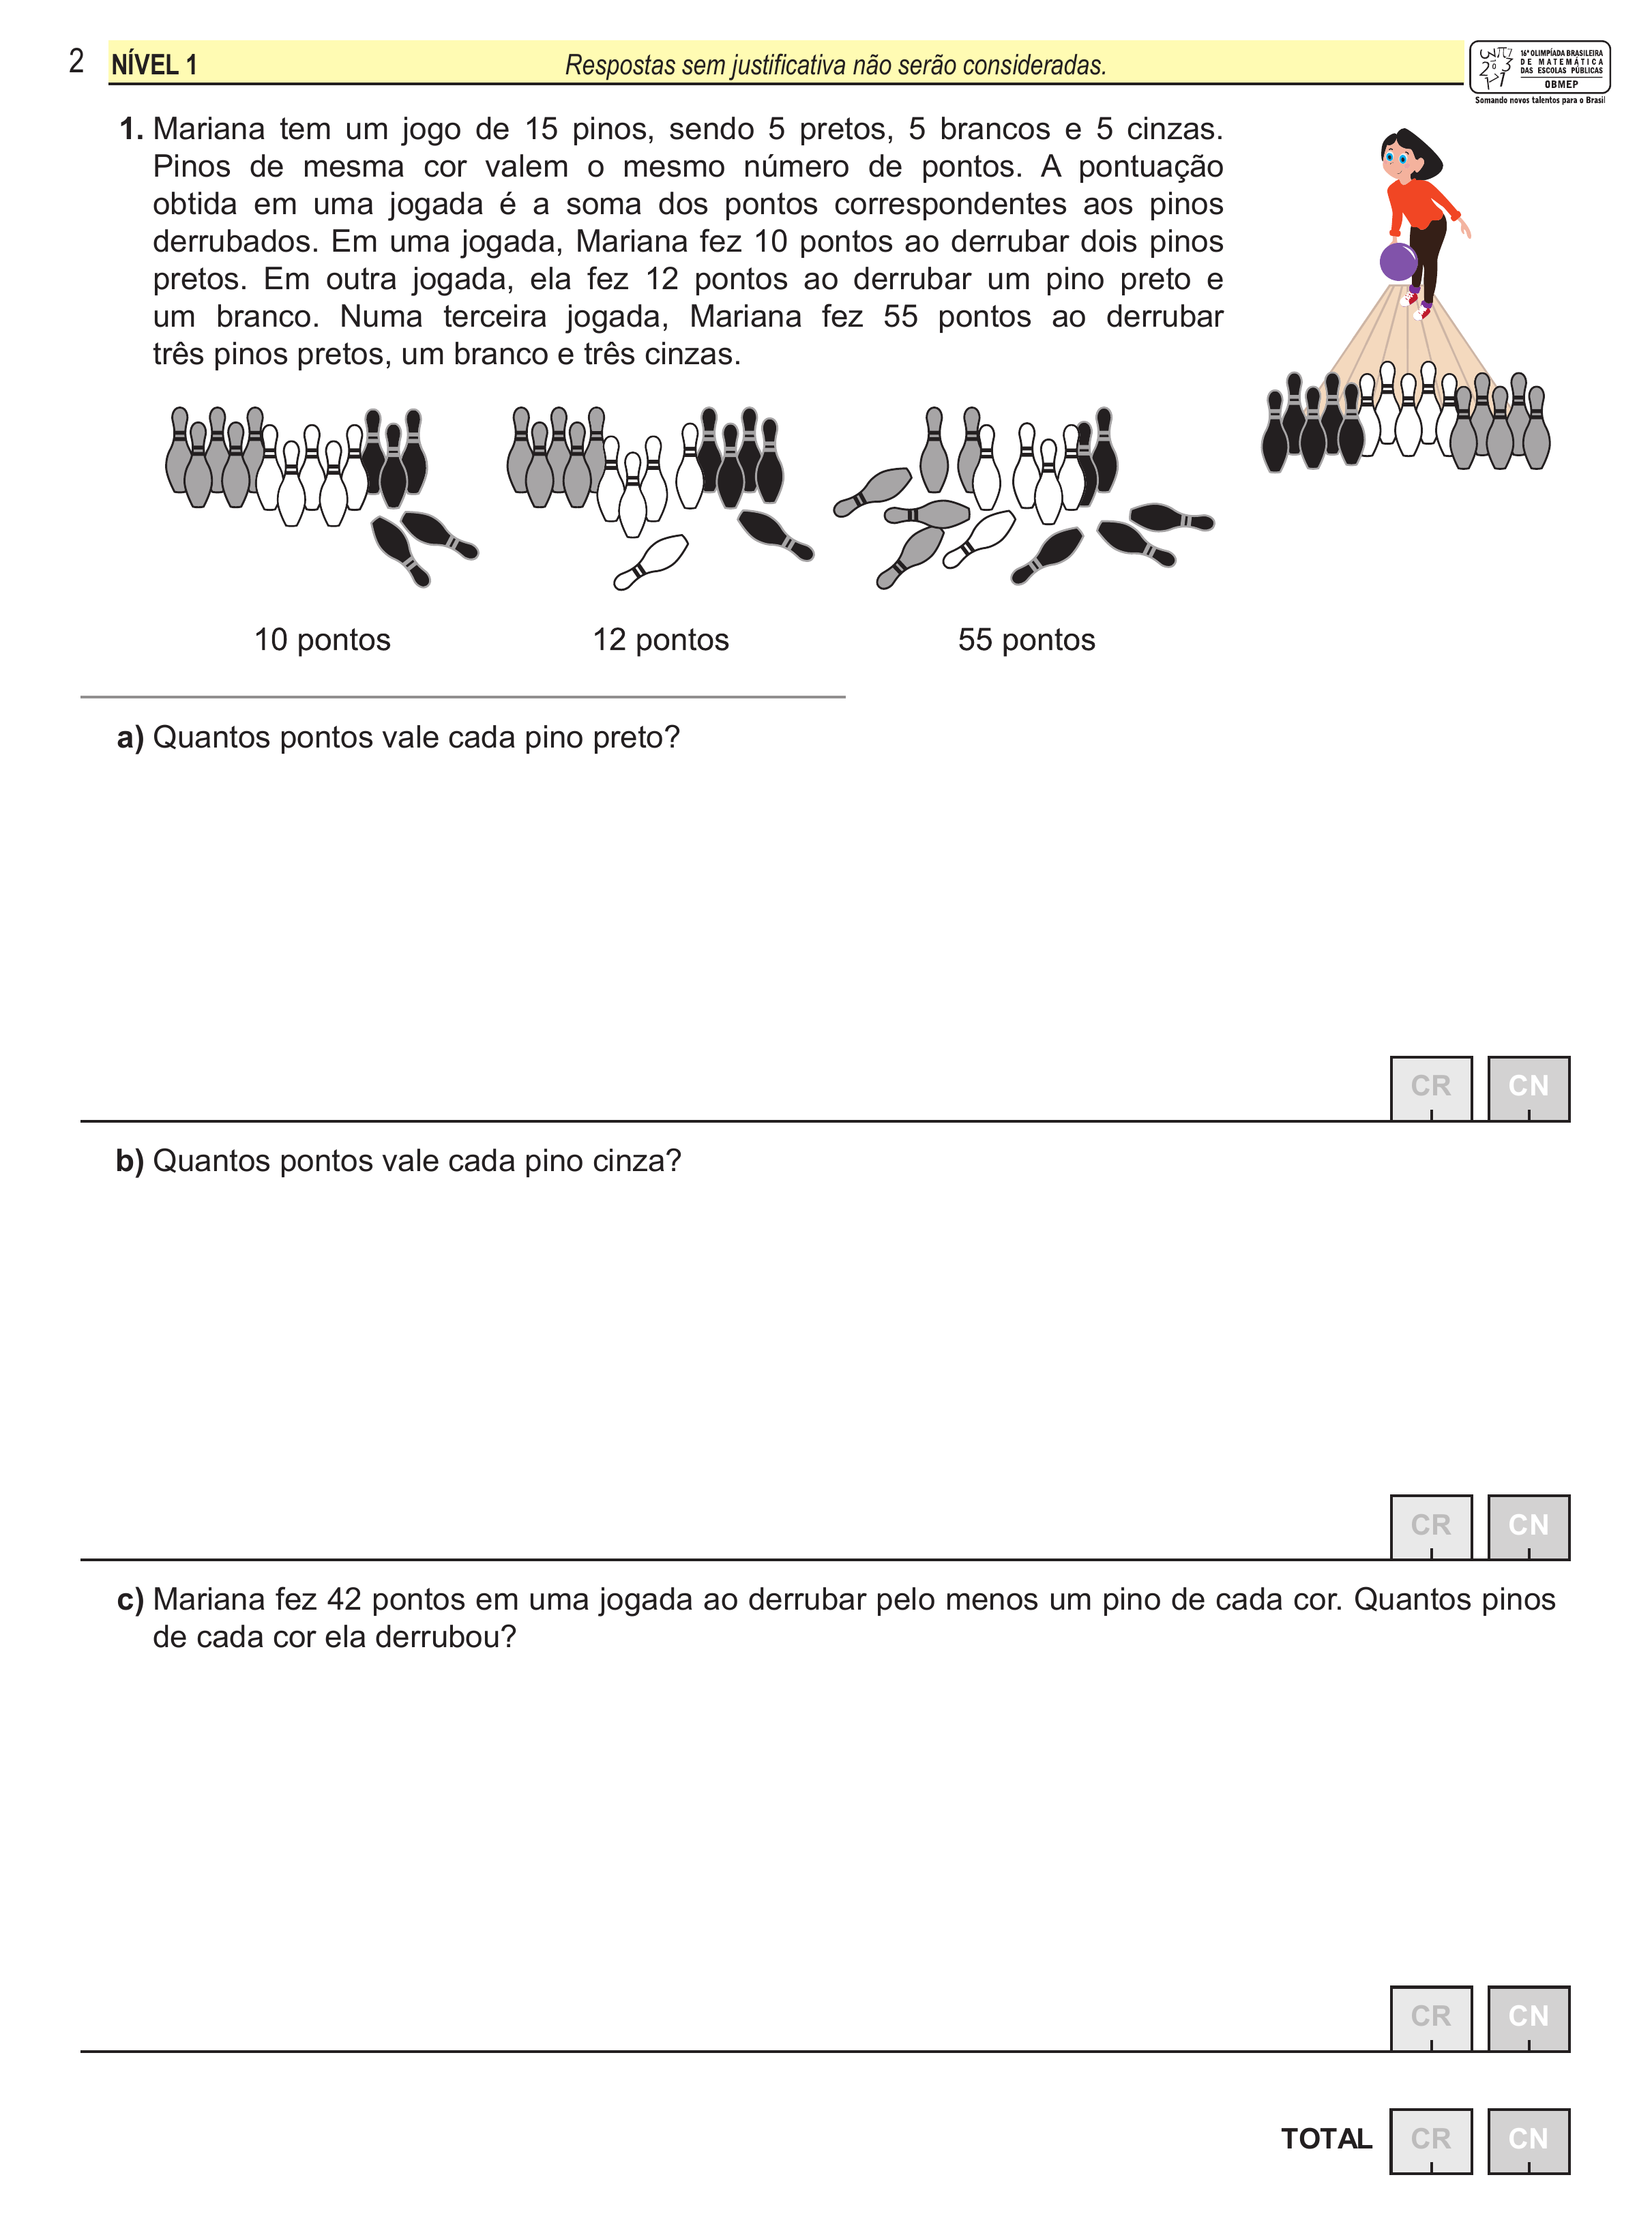 2 NÍVEL 1 Respostas sem justificativa não serão consideradas.
16ª OLIMPÍADA BRASILEIRA
DE MATEMÁTICA
DAS ESCOLAS PÚBLICAS
OBMEP
Somando novos talentos para o Brasil
1. Mariana tem um jogo de 15 pinos, sendo 5 pretos, 5 brancos e 5 cinzas.
Pinos de mesma cor valem o mesmo número de pontos. A pontuação
obtida em uma jogada é a soma dos pontos correspondentes aos pinos
derrubados. Em uma jogada, Mariana fez 10 pontos ao derrubar dois pinos
pretos. Em outra jogada, ela fez 12 pontos ao derrubar um pino preto e
um branco. Numa terceira jogada, Mariana fez 55 pontos ao derrubar
três pinos pretos, um branco e três cinzas.
10 pontos 12 pontos 55 pontos
a) Quantos pontos vale cada pino preto?
CR CN
b) Quantos pontos vale cada pino cinza?
CR CN
c) Mariana fez 42 pontos em uma jogada ao derrubar pelo menos um pino de cada cor. Quantos pinos
de cada cor ela derrubou?
CR CN
TOTAL CR CN